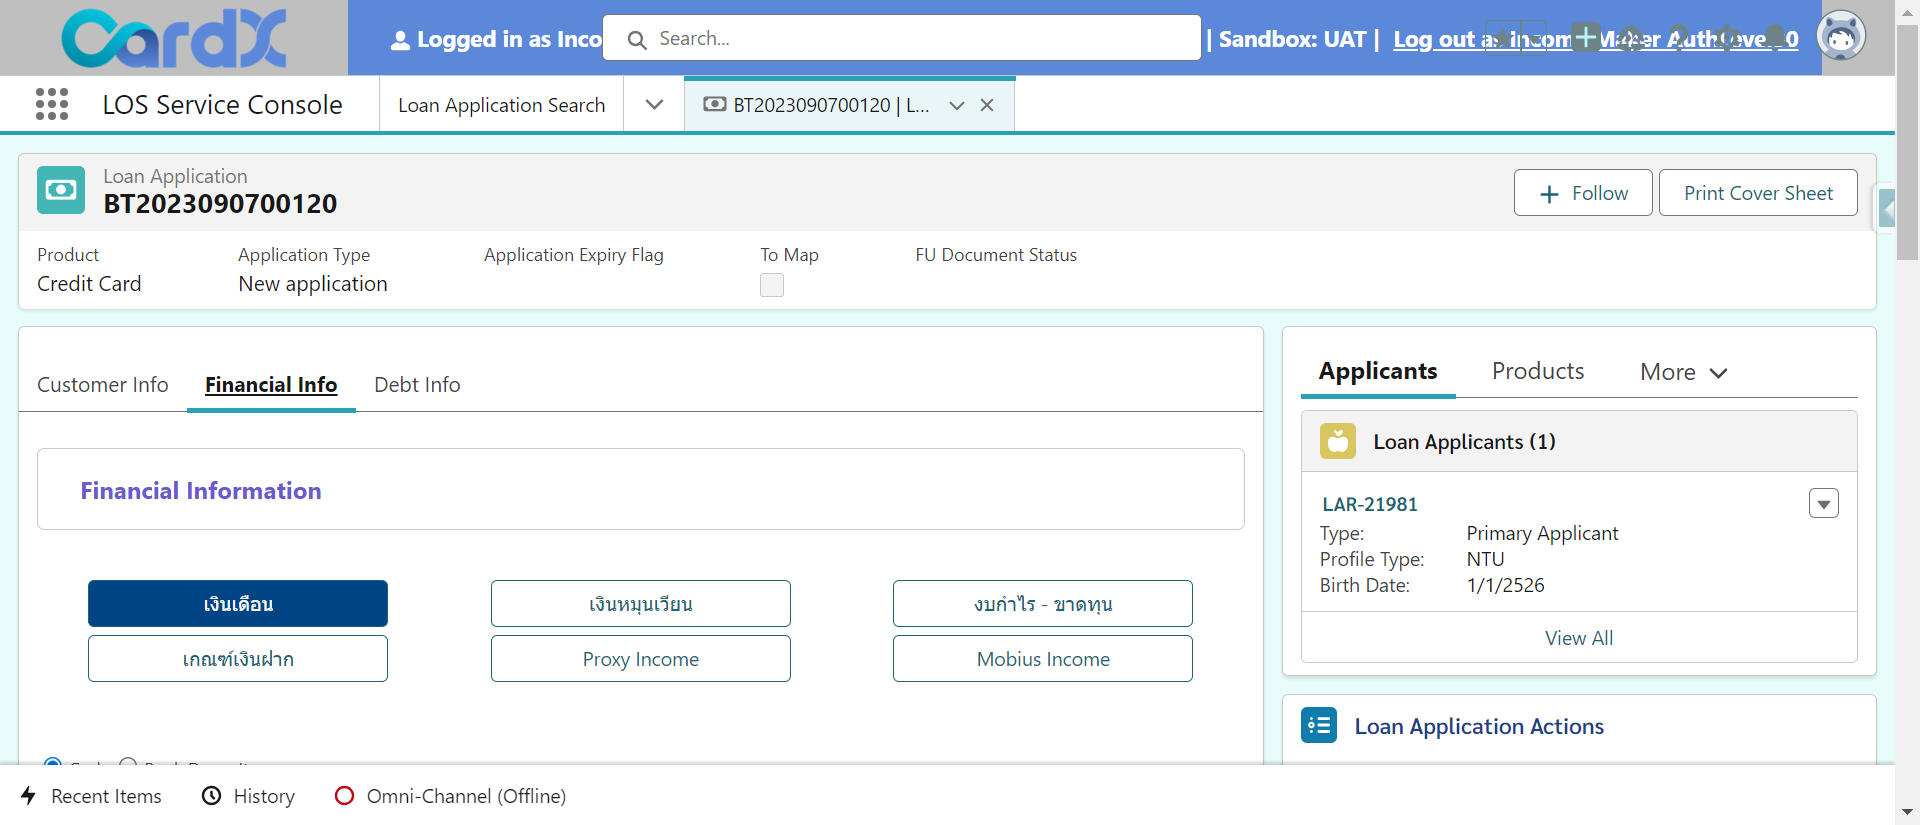 CardX
Logged in as Inco
Search...
| Sandbox: UAT |
Log out as Income Maker Authlevel 0
LOS Service Console
Loan Application Search
BT2023090700120 | L...
Loan Application
BT2023090700120
Follow
Print Cover Sheet
Product
Application Type
Application Expiry Flag
To Map
FU Document Status
Credit Card
New application
Customer Info
Financial Info
Debt Info
Financial Information
เงินเดือน
เงินหมุนเวียน
งบกำไร - ขาดทุน
เกณฑ์เงินฝาก
Proxy Income
Mobius Income
Applicants
Products
More
Loan Applicants (1)
LAR-21981
Type: Primary Applicant
Profile Type: NTU
Birth Date: 1/1/2526
View All
Loan Application Actions
Recent Items
History
Omni-Channel (Offline)